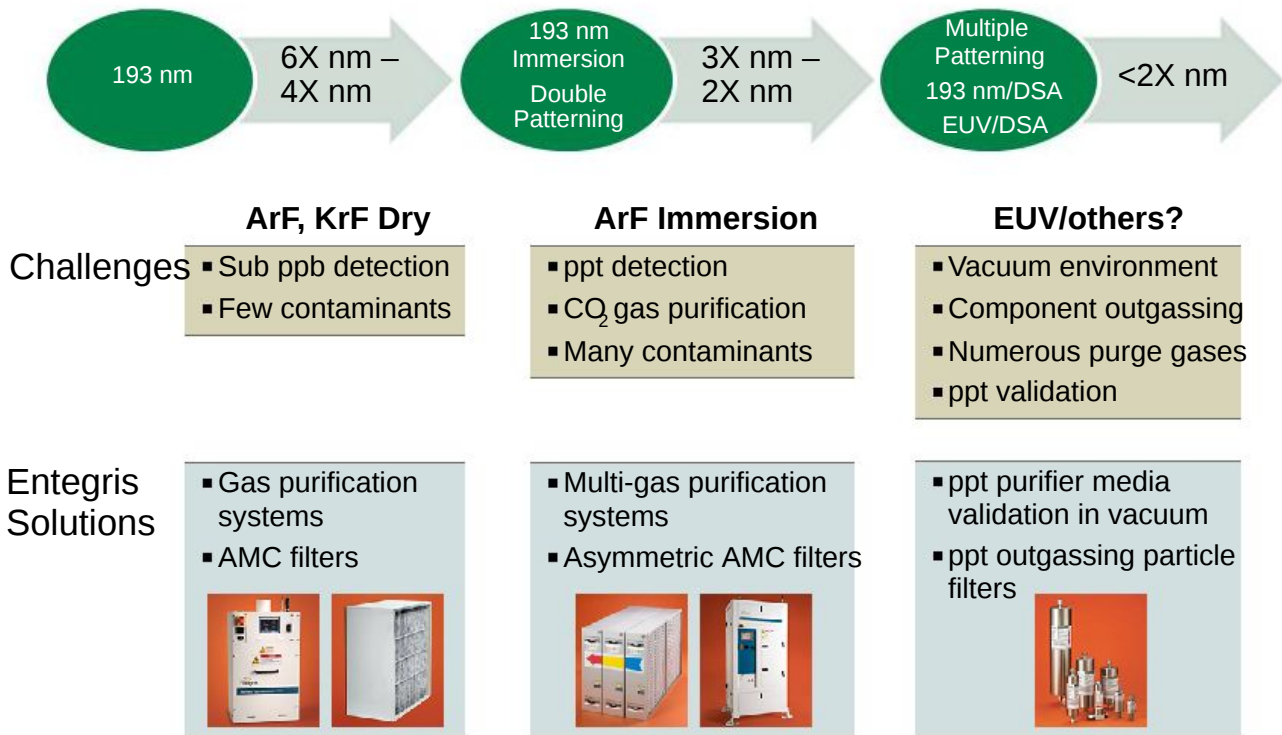 193 nm
6X nm –
4X nm
193 nm
Immersion
Double
Patterning
3X nm –
2X nm
Multiple
Patterning
193 nm/DSA
EUV/DSA
<2X nm
ArF, KrF Dry
ArF Immersion
EUV/others?
Challenges
▪ Sub ppb detection
▪ Few contaminants
▪ ppt detection
▪ CO₂ gas purification
▪ Many contaminants
▪ Vacuum environment
▪ Component outgassing
▪ Numerous purge gases
▪ ppt validation
Entegris
Solutions
▪ Gas purification
systems
▪ AMC filters
▪ Multi-gas purification
systems
▪ Asymmetric AMC filters
▪ ppt purifier media
validation in vacuum
▪ ppt outgassing particle
filters